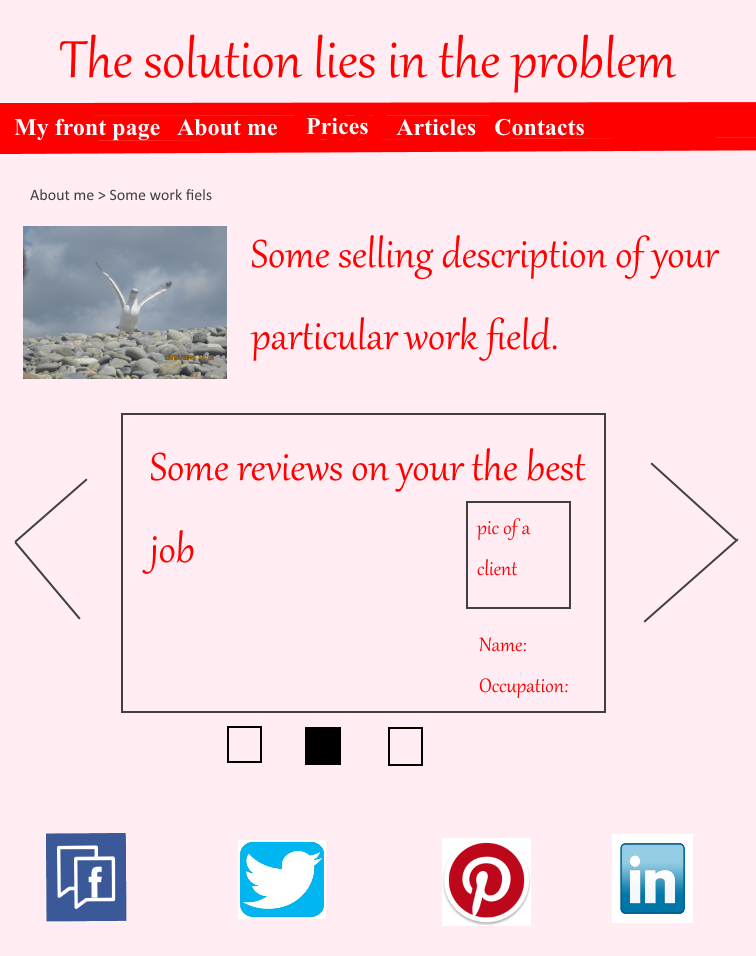 The solution lies in the problem
My front page About me Prices Articles Contacts
About me > Some work fiels
Some selling description of your
particular work field.
Some reviews on your the best
job
pic of a
client
Name:
Occupation:
f
in